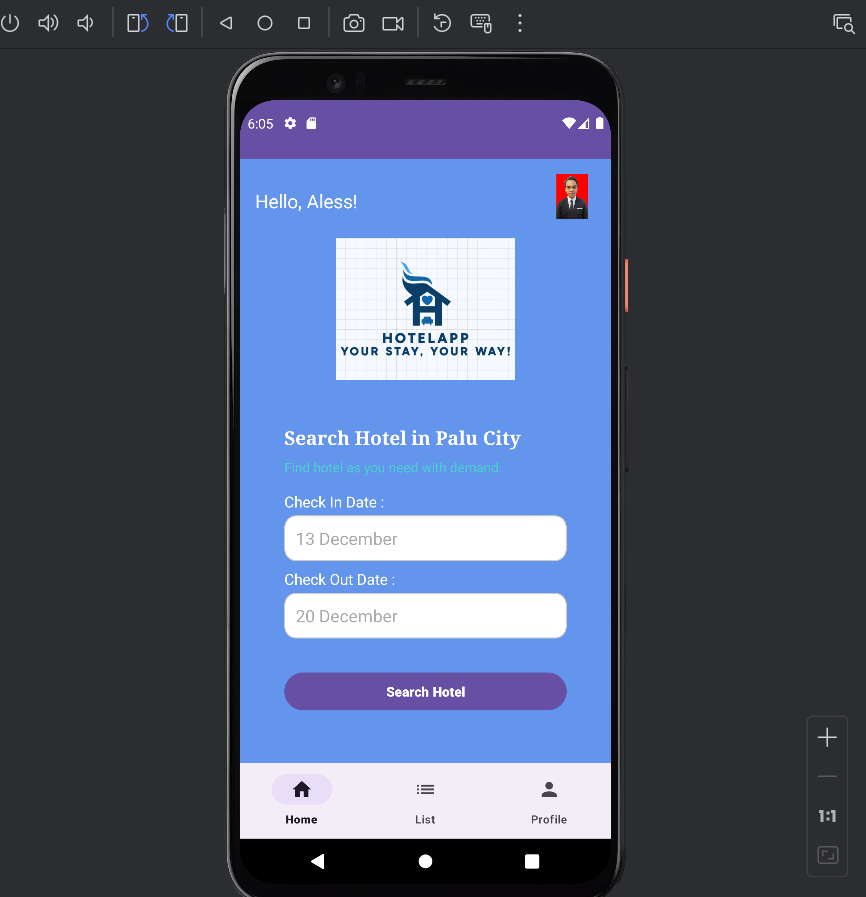 6:05
Hello, Aless!
HOTELAPP
YOUR STAY, YOUR WAY!
Search Hotel in Palu City
Find hotel as you need with demand.
Check In Date :
13 December
Check Out Date :
20 December
Search Hotel
Home
List
Profile
1:1